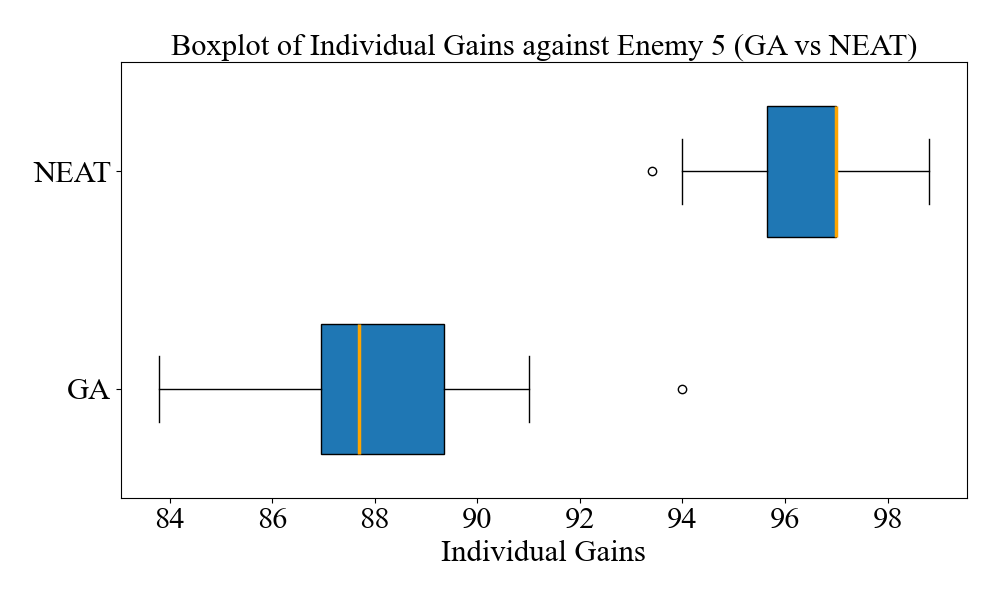 Boxplot of Individual Gains against Enemy 5 (GA vs NEAT)
NEAT
GA
84 86 88 90 92 94 96 98
Individual Gains